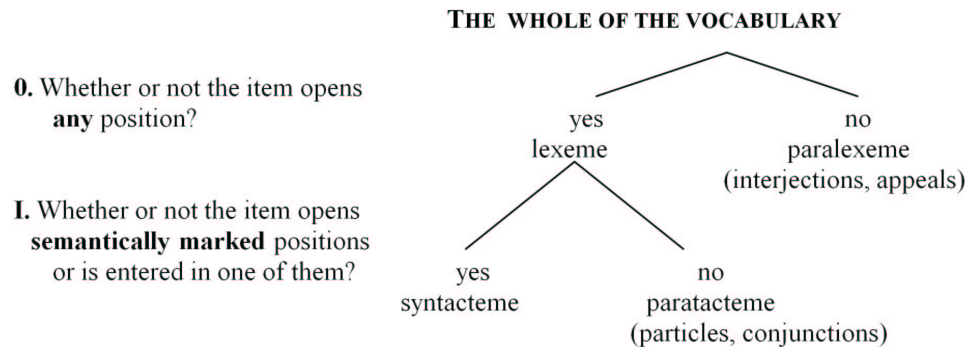 THE WHOLE OF THE VOCABULARY
0. Whether or not the item opens
any position?
yes
no
lexeme
paralexeme
(interjections, appeals)
I. Whether or not the item opens
semantically marked positions
or is entered in one of them?
yes
no
syntacteme
paratacteme
(particles, conjunctions)